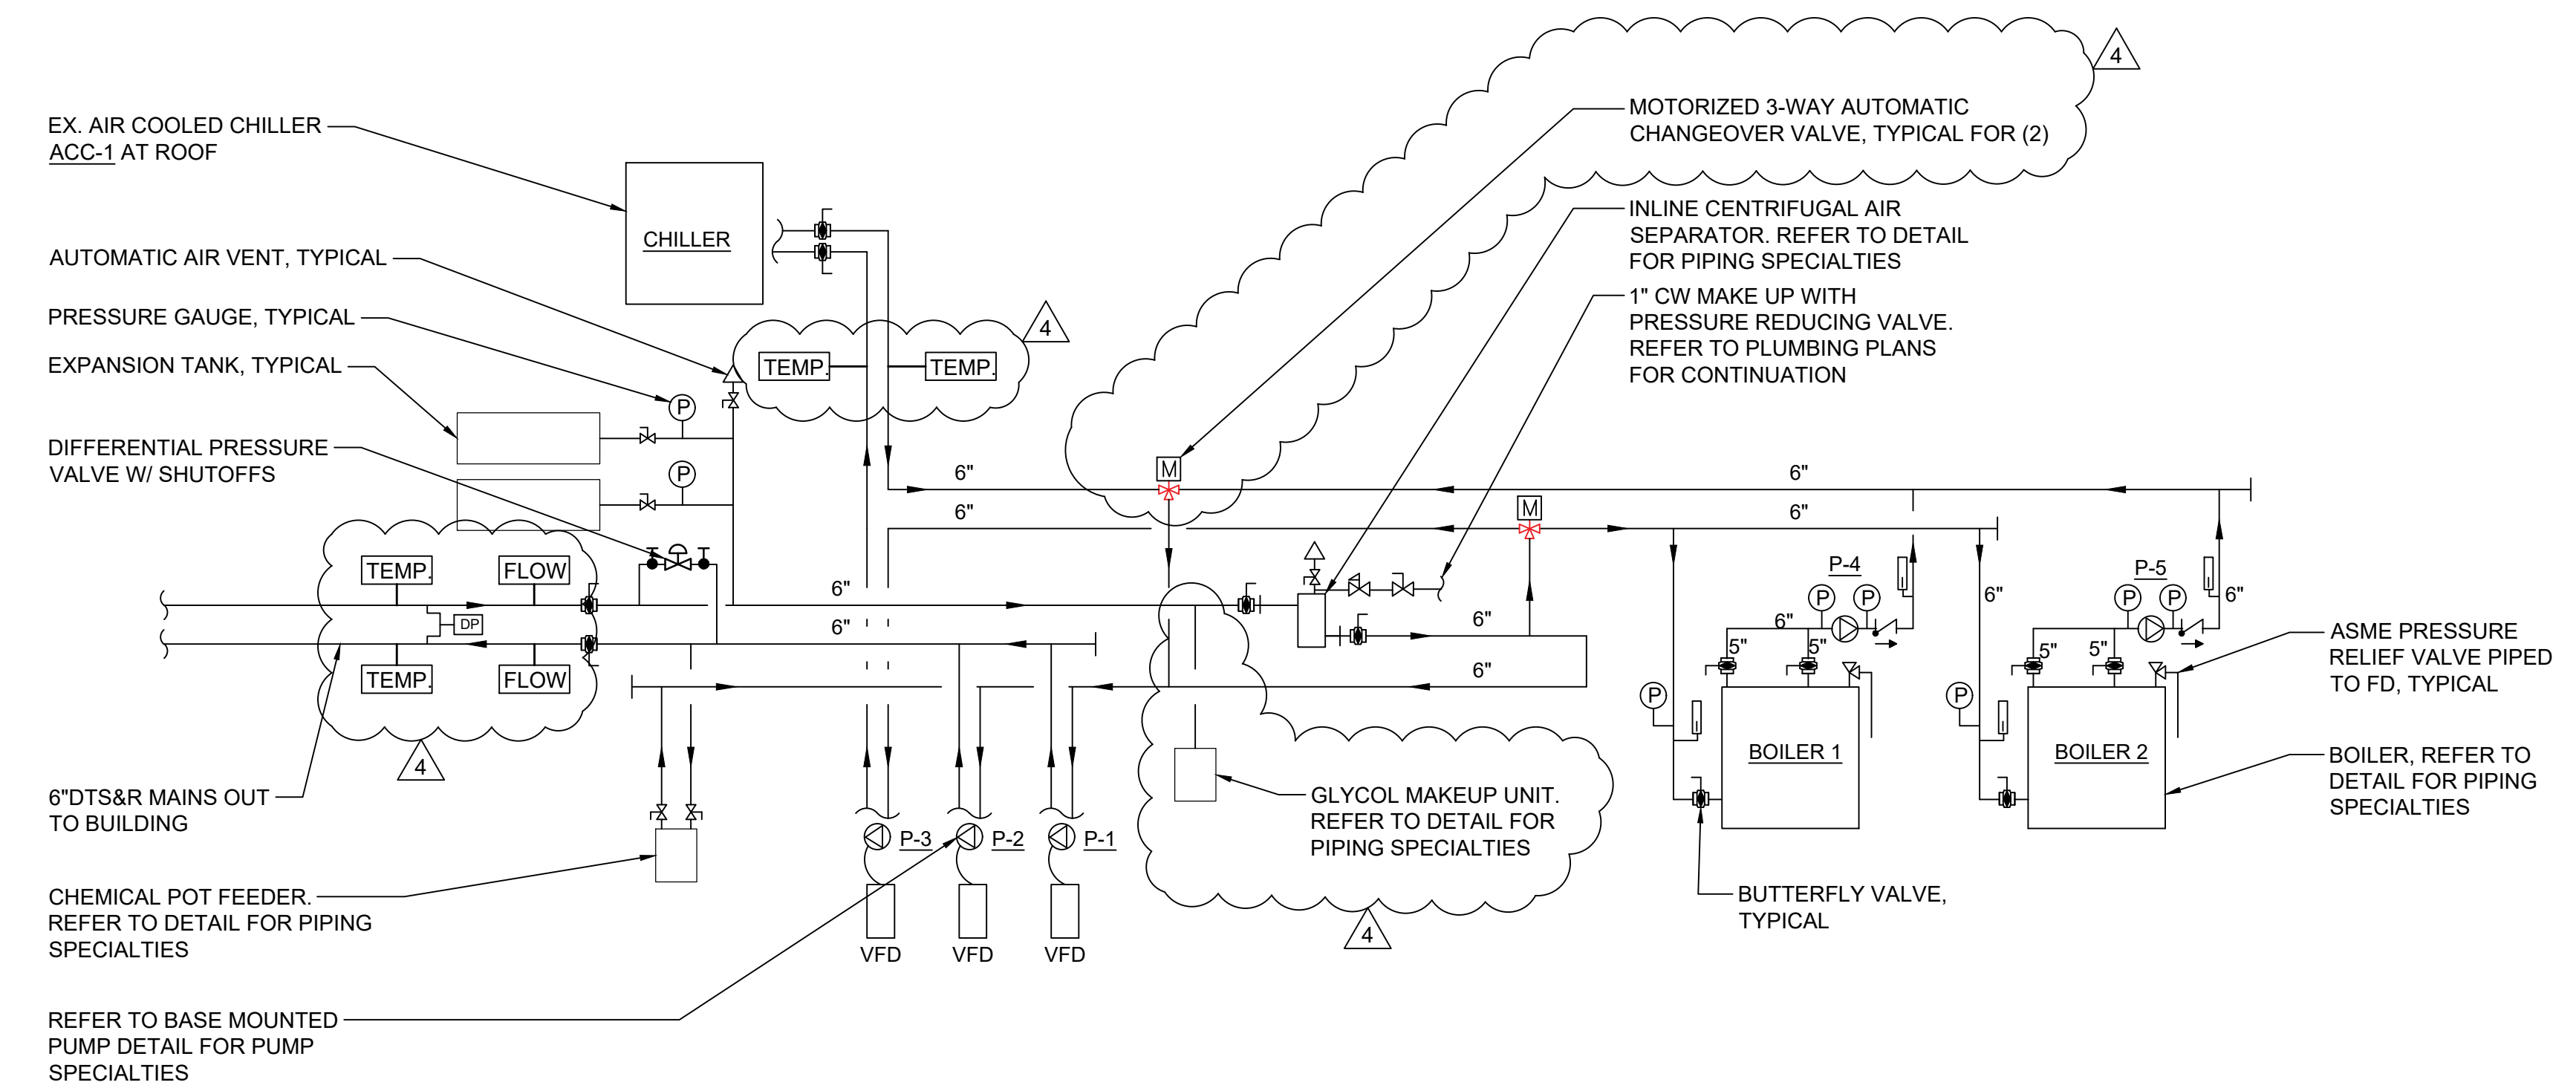 EX. AIR COOLED CHILLER
ACC-1 AT ROOF
AUTOMATIC AIR VENT, TYPICAL
PRESSURE GAUGE, TYPICAL
EXPANSION TANK, TYPICAL
DIFFERENTIAL PRESSURE
VALVE W/ SHUTOFFS
6"DTS&R MAINS OUT
TO BUILDING
CHEMICAL POT FEEDER.
REFER TO DETAIL FOR PIPING
SPECIALTIES
REFER TO BASE MOUNTED
PUMP DETAIL FOR PUMP
SPECIALTIES
CHILLER
TEMP.
TEMP.
4
P
P
TEMP.
FLOW
DP
TEMP.
FLOW
4
6"
6"
6"
6"
P-3
P-2
P-1
VFD
VFD
VFD
4
MOTORIZED 3-WAY AUTOMATIC
CHANGEOVER VALVE, TYPICAL FOR (2)
INLINE CENTRIFUGAL AIR
SEPARATOR. REFER TO DETAIL
FOR PIPING SPECIALTIES
1" CW MAKE UP WITH
PRESSURE REDUCING VALVE.
REFER TO PLUMBING PLANS
FOR CONTINUATION
M
M
6"
6"
6"
6"
GLYCOL MAKEUP UNIT.
REFER TO DETAIL FOR
PIPING SPECIALTIES
4
P-4
P
P
6"
5"
5"
P
BOILER 1
6"
P-5
P
P
6"
5"
5"
P
BOILER 2
BUTTERFLY VALVE,
TYPICAL
ASME PRESSURE
RELIEF VALVE PIPED
TO FD, TYPICAL
BOILER, REFER TO
DETAIL FOR PIPING
SPECIALTIES